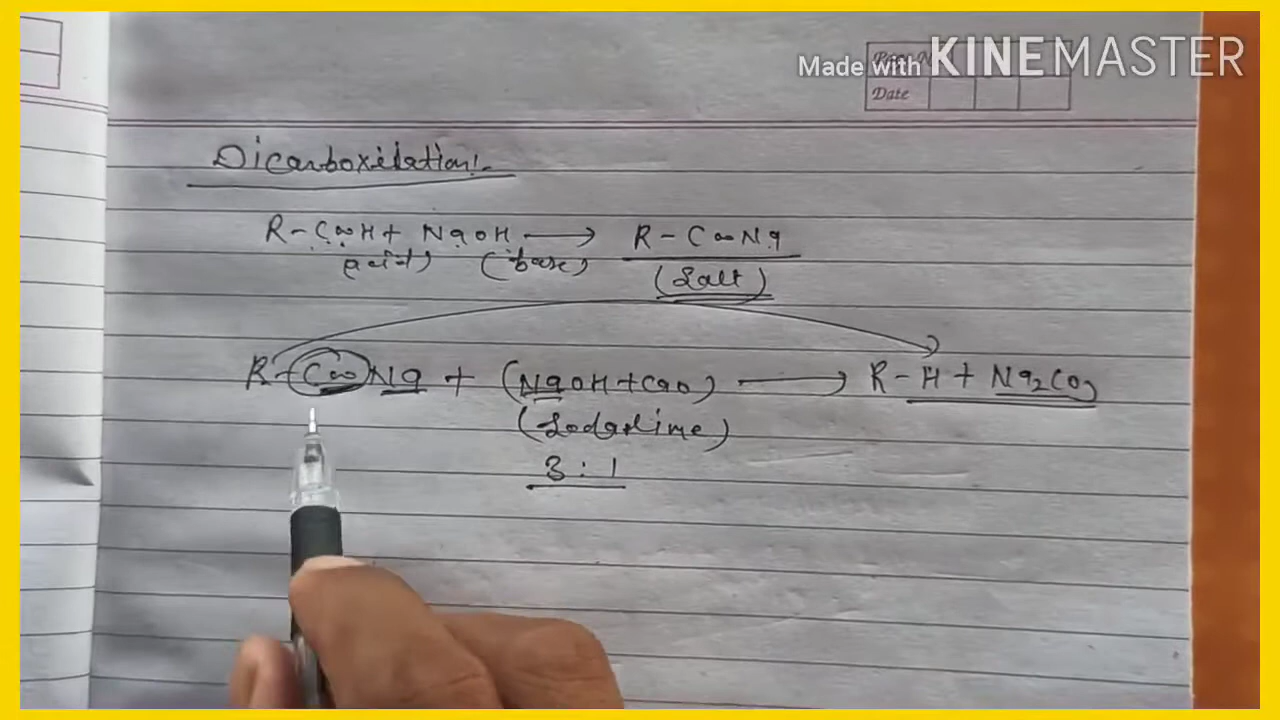 Made with KINEMASTER
Date
Dicarboxilation:-
R-COOH + NaOH → R-COONa
(acid) (base) (Salt)
R-COONa + (NaOH + CaO) → R-H + Na2CO3
(Sodalime)
3 : 1